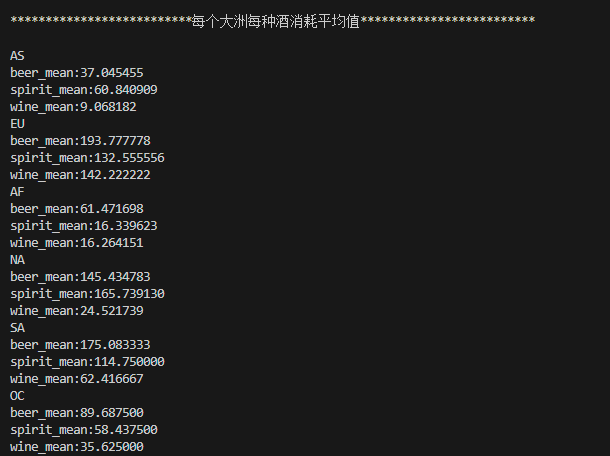 **************************每个大洲每种酒消耗平均值*************************
AS
beer_mean:37.045455
spirit_mean:60.840909
wine_mean:9.068182
EU
beer_mean:193.777778
spirit_mean:132.555556
wine_mean:142.222222
AF
beer_mean:61.471698
spirit_mean:16.339623
wine_mean:16.264151
NA
beer_mean:145.434783
spirit_mean:165.739130
wine_mean:24.521739
SA
beer_mean:175.083333
spirit_mean:114.750000
wine_mean:62.416667
OC
beer_mean:89.687500
spirit_mean:58.437500
wine_mean:35.625000